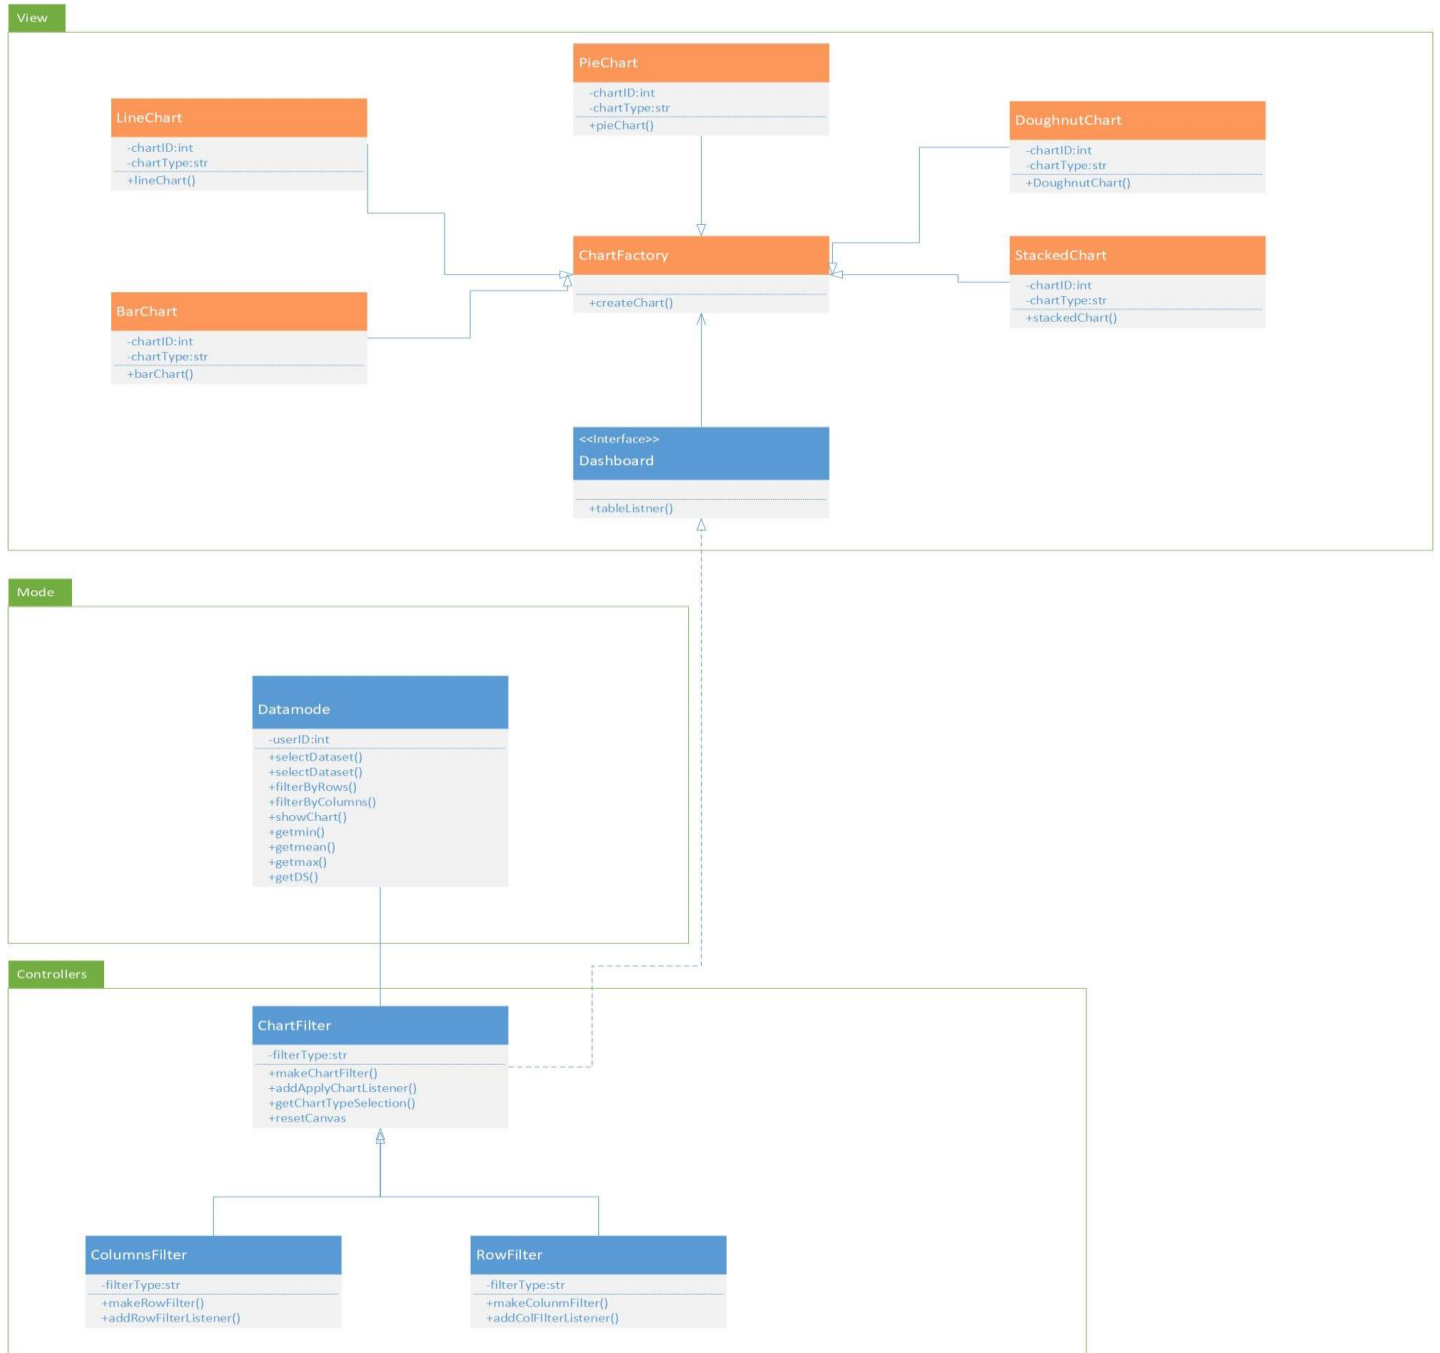 View
PieChart
-chartID:int
-chartType:str
+pieChart()
LineChart
-chartID:int
-chartType:str
+lineChart()
DoughnutChart
-chartID:int
-chartType:str
+DoughnutChart()
ChartFactory
+createChart()
StackedChart
-chartID:int
-chartType:str
+stackedChart()
BarChart
-chartID:int
-chartType:str
+barChart()
<<Interface>>
Dashboard
+tableListner()
Mode
Datamode
-userID:int
+selectDataset()
+selectDataset()
+filterByRows()
+filterByColumns()
+showChart()
+getmin()
+getmean()
+getmax()
+getDS()
Controllers
ChartFilter
-filterType:str
+makeChartFilter()
+addApplyChartListener()
+getChartTypeSelection()
+resetCanvas
ColumnsFilter
-filterType:str
+makeRowFilter()
+addRowFilterListener()
RowFilter
-filterType:str
+makeColunmFilter()
+addColFIlterListener()